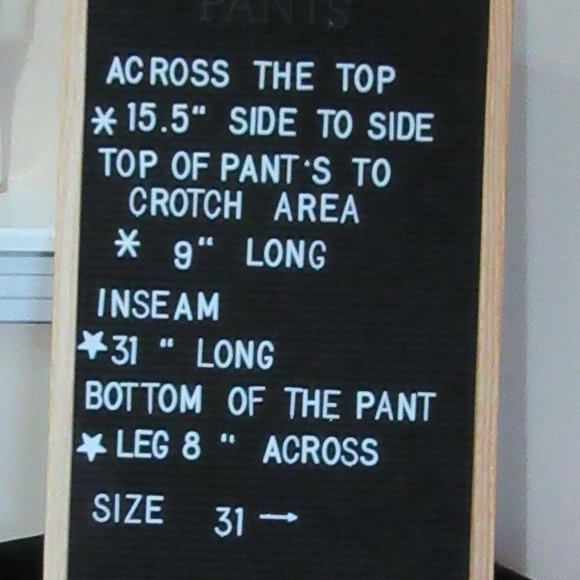 PANTS
ACROSS THE TOP
* 15.5" SIDE TO SIDE
TOP OF PANT'S TO
CROTCH AREA
* 9" LONG
INSEAM
★ 31 " LONG
BOTTOM OF THE PANT
★ LEG 8 " ACROSS
SIZE 31 →